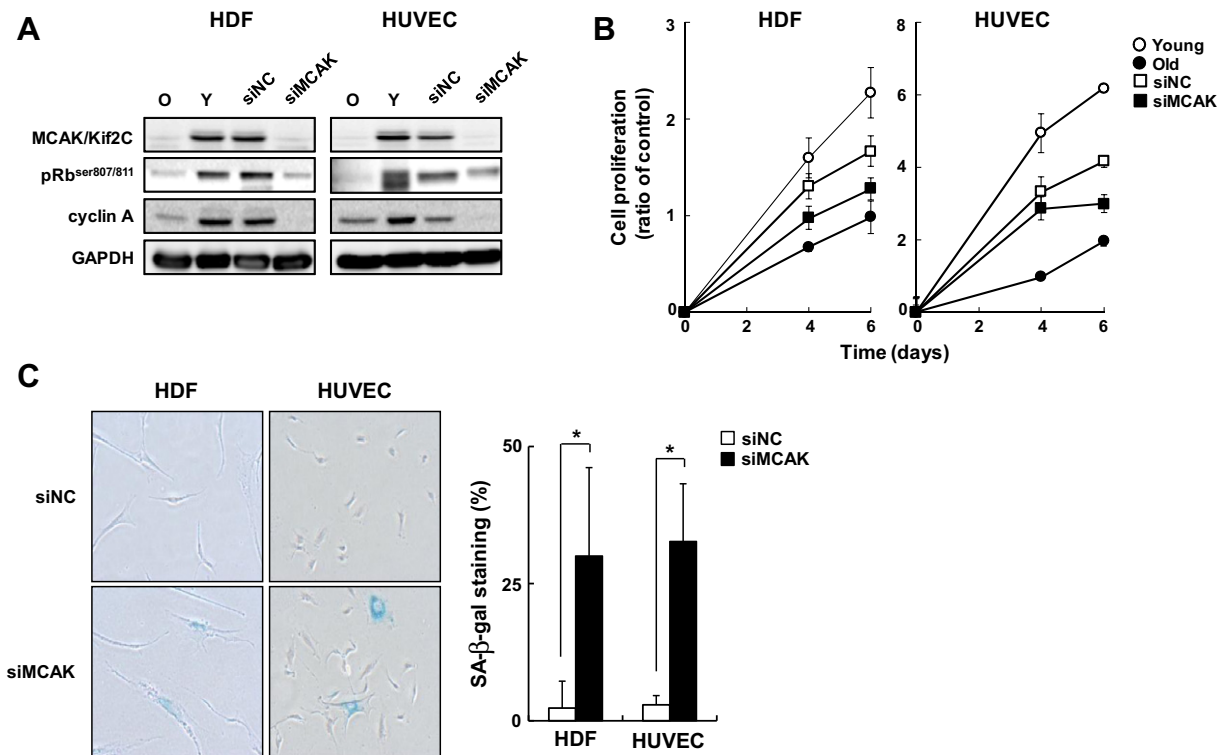 A
HDF
HUVEC
O Y siNC siMCAK O Y siNC siMCAK
MCAK/Kif2C
pRbser807/811
cyclin A
GAPDH
B
HDF
HUVEC
Cell proliferation
(ratio of control)
3
2
1
0
0 2 4 6
8
6
4
2
0
0 2 4 6
Time (days)
Young
Old
siNC
siMCAK
C
HDF
HUVEC
siNC
siMCAK
SA-β-gal staining (%)
50
25
0
* *
HDF HUVEC
siNC
siMCAK